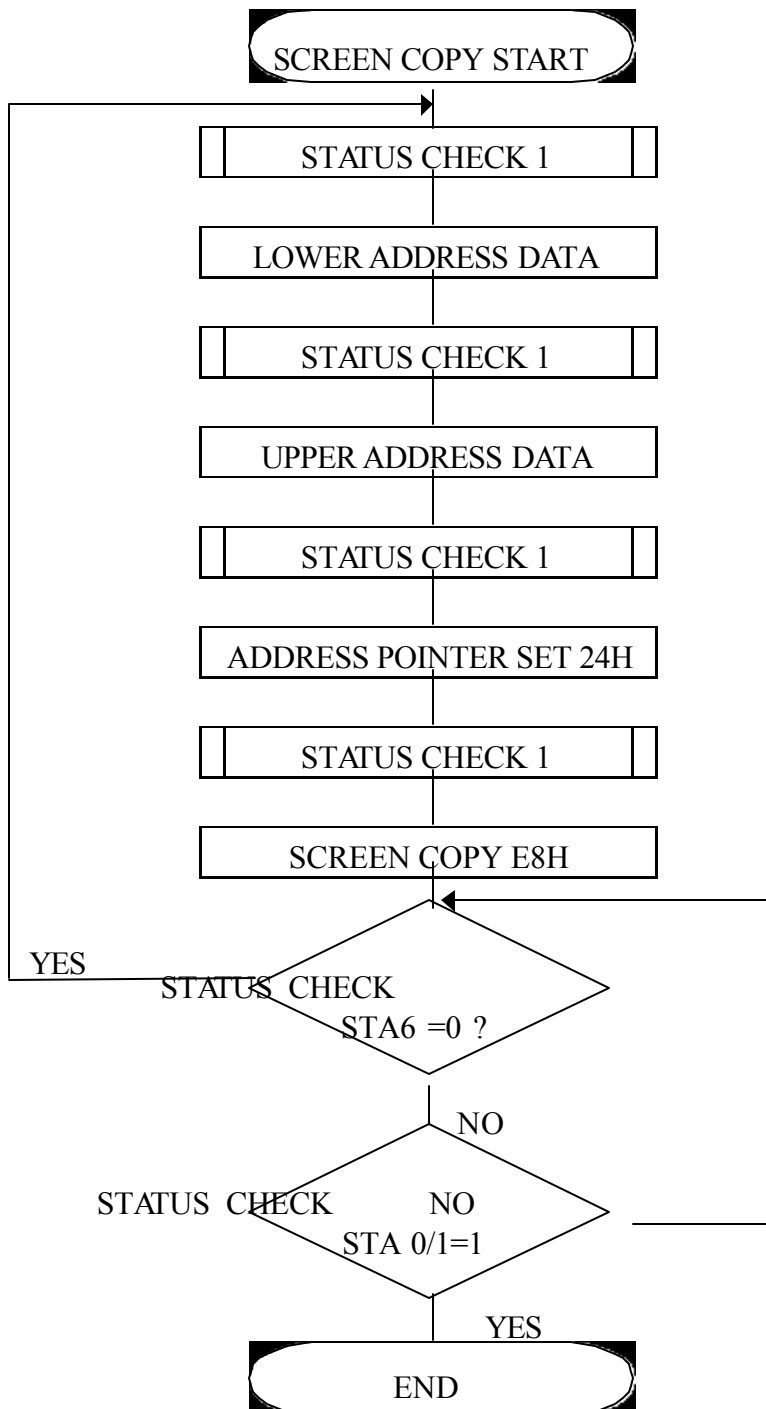 SCREEN COPY START
STATUS CHECK 1
LOWER ADDRESS DATA
STATUS CHECK 1
UPPER ADDRESS DATA
STATUS CHECK 1
ADDRESS POINTER SET 24H
STATUS CHECK 1
SCREEN COPY E8H
YES
STATUS CHECK
STA6 =0 ?
NO
STATUS CHECK NO
STA 0/1=1
YES
END